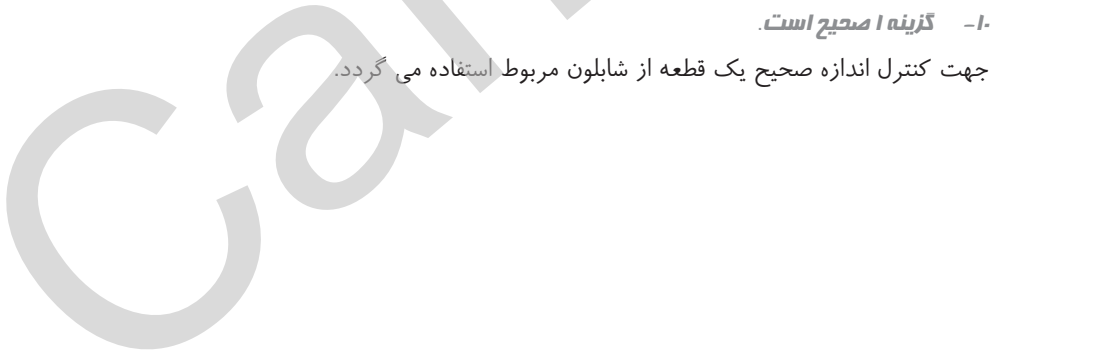 ۱۰- گزینه ۱ صحیح است.
جهت کنترل اندازه صحیح یک قطعه از شابلون مربوط استفاده می گردد.